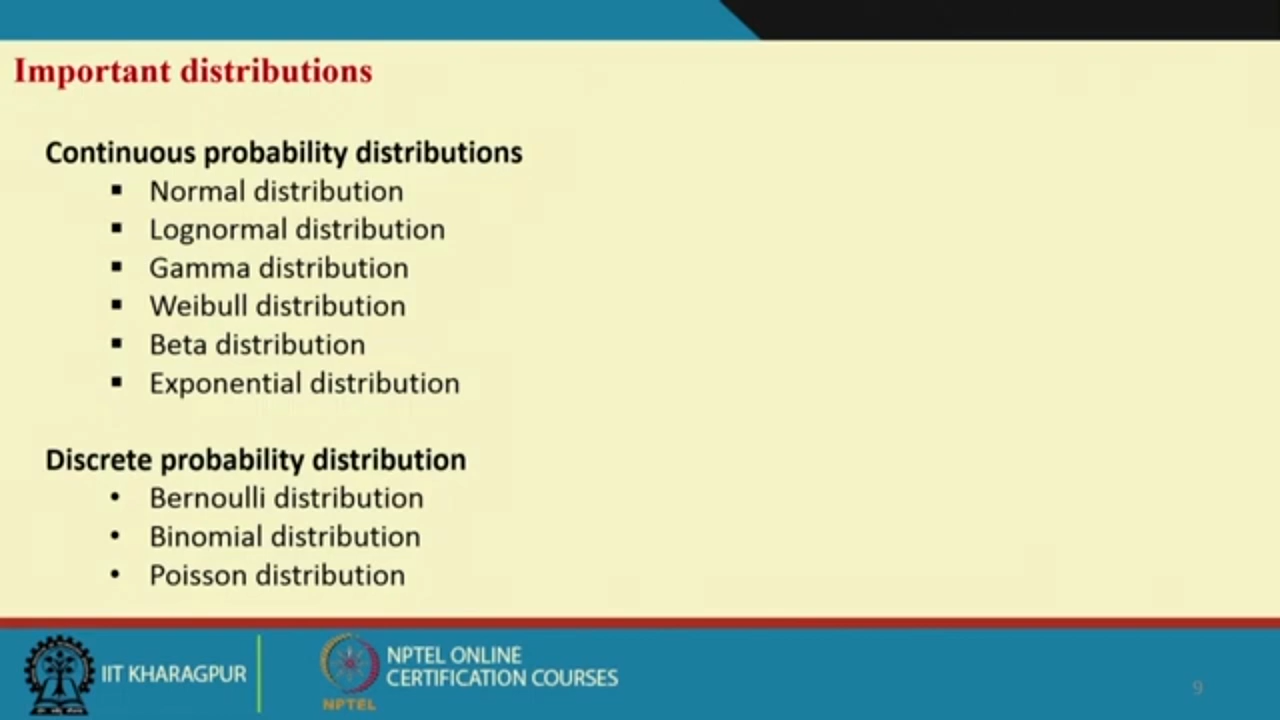 Important distributions
Continuous probability distributions
▪ Normal distribution
▪ Lognormal distribution
▪ Gamma distribution
▪ Weibull distribution
▪ Beta distribution
▪ Exponential distribution
Discrete probability distribution
• Bernoulli distribution
• Binomial distribution
• Poisson distribution
IIT KHARAGPUR
NPTEL
NPTEL ONLINE
CERTIFICATION COURSES
9